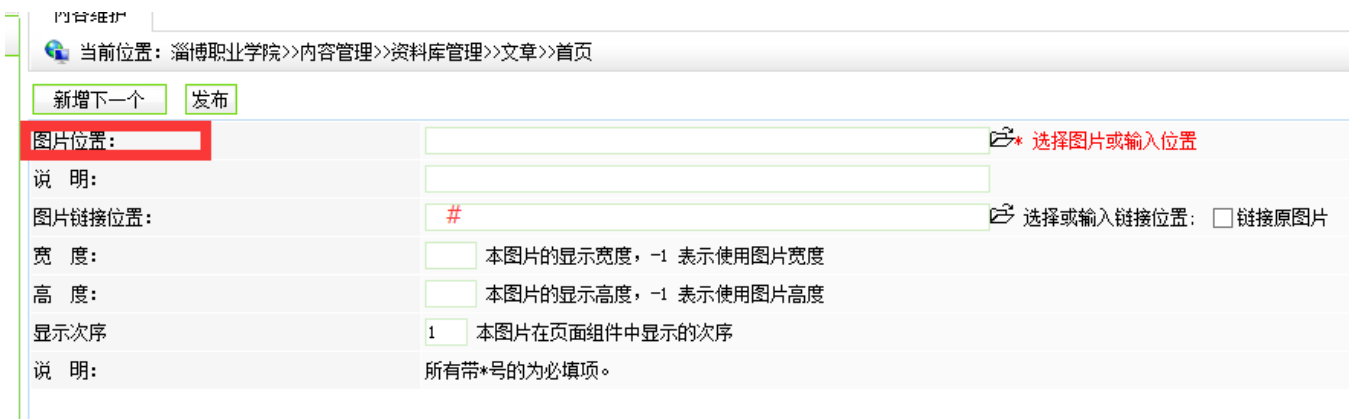 内容维护
当前位置：淄博职业学院>>内容管理>>资料库管理>>文章>>首页
新增下一个 发布
图片位置： * 选择图片或输入位置
说 明：
图片链接位置： # 选择或输入链接位置； 链接原图片
宽 度： 本图片的显示宽度，-1 表示使用图片宽度
高 度： 本图片的显示高度，-1 表示使用图片高度
显示次序 1 本图片在页面组件中显示的次序
说 明： 所有带*号的为必填项。